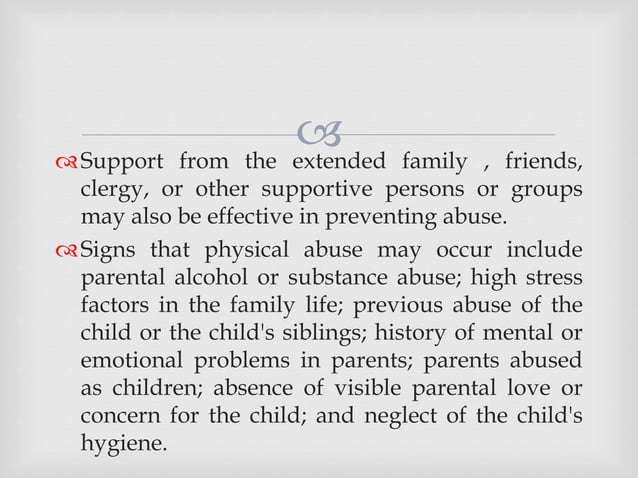 Support from the extended family , friends,
clergy, or other supportive persons or groups
may also be effective in preventing abuse.
Signs that physical abuse may occur include
parental alcohol or substance abuse; high stress
factors in the family life; previous abuse of the
child or the child's siblings; history of mental or
emotional problems in parents; parents abused
as children; absence of visible parental love or
concern for the child; and neglect of the child's
hygiene.